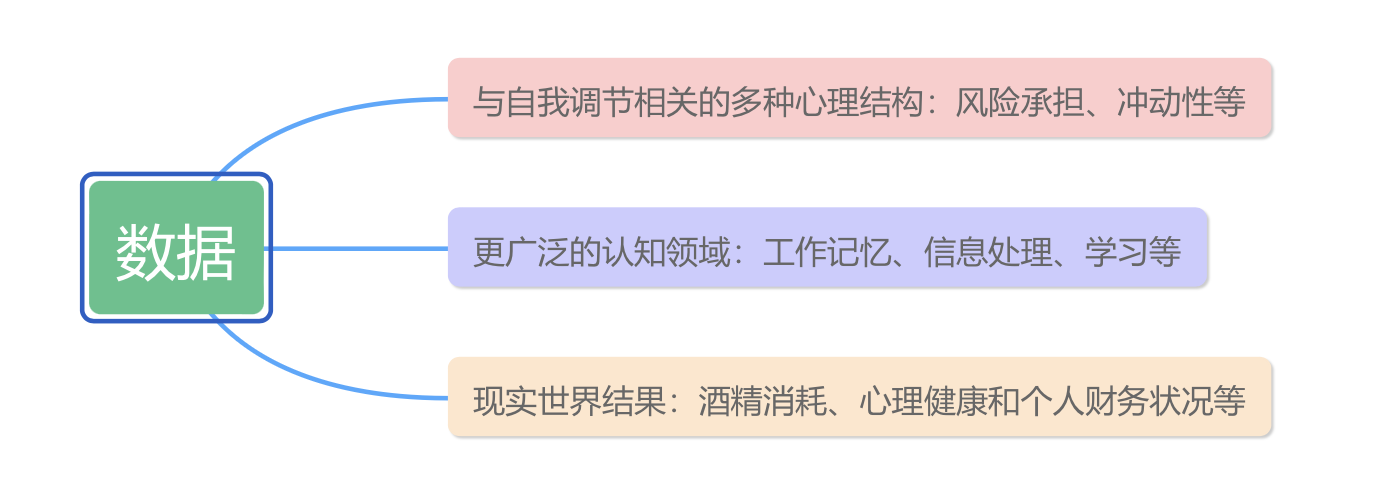 与自我调节相关的多种心理结构：风险承担、冲动性等
数据
更广泛的认知领域：工作记忆、信息处理、学习等
现实世界结果：酒精消耗、心理健康和个人财务状况等